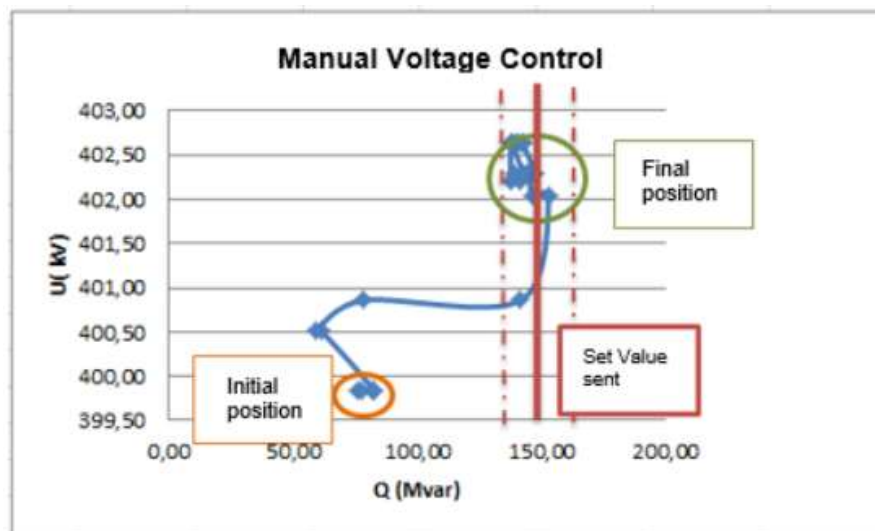 Manual Voltage Control
403,00
402,50
402,00
401,50
401,00
400,50
400,00
399,50
U( kV)
Final
position
Set Value
sent
Initial
position
0,00 50,00 100,00 150,00 200,00
Q (Mvar)